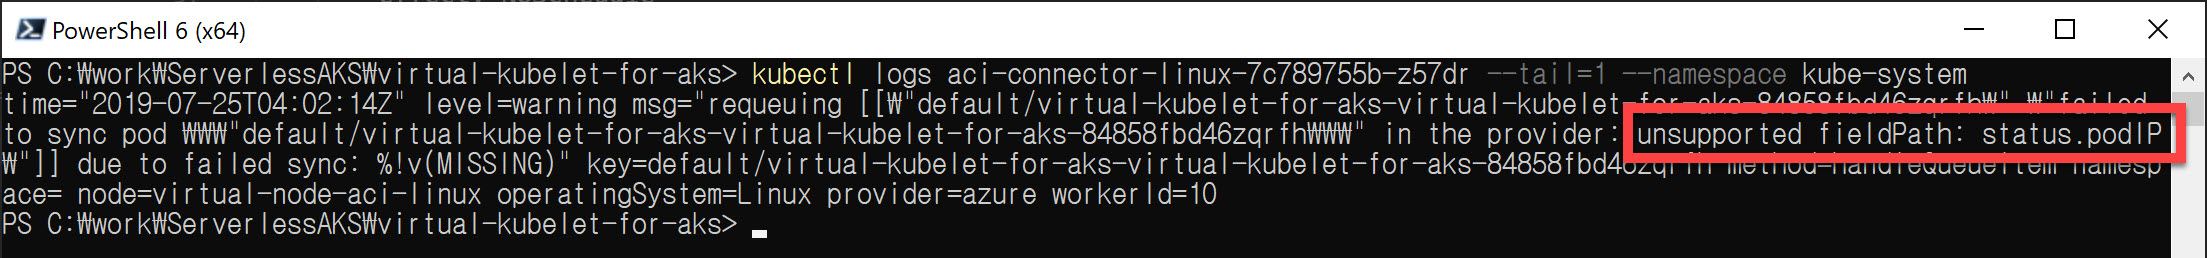 PowerShell 6 (x64)
PS C:₩work₩ServerlessAKS₩virtual-kubelet-for-aks> kubectl logs aci-connector-linux-7c789755b-z57dr --tail=1 --namespace kube-system
time="2019-07-25T04:02:14Z" level=warning msg="requeuing [[₩"default/virtual-kubelet-for-aks-virtual-kubelet-for-aks-84858fbd46zqrfh₩" ₩"failed
to sync pod ₩₩₩"default/virtual-kubelet-for-aks-virtual-kubelet-for-aks-84858fbd46zqrfh₩₩₩" in the provider: unsupported fieldPath: status.podIP
₩"]] due to failed sync: %!v(MISSING)" key=default/virtual-kubelet-for-aks-virtual-kubelet-for-aks-84858fbd46zqrfh method=handleQueueItem namesp
ace= node=virtual-node-aci-linux operatingSystem=Linux provider=azure workerId=10
PS C:₩work₩ServerlessAKS₩virtual-kubelet-for-aks>